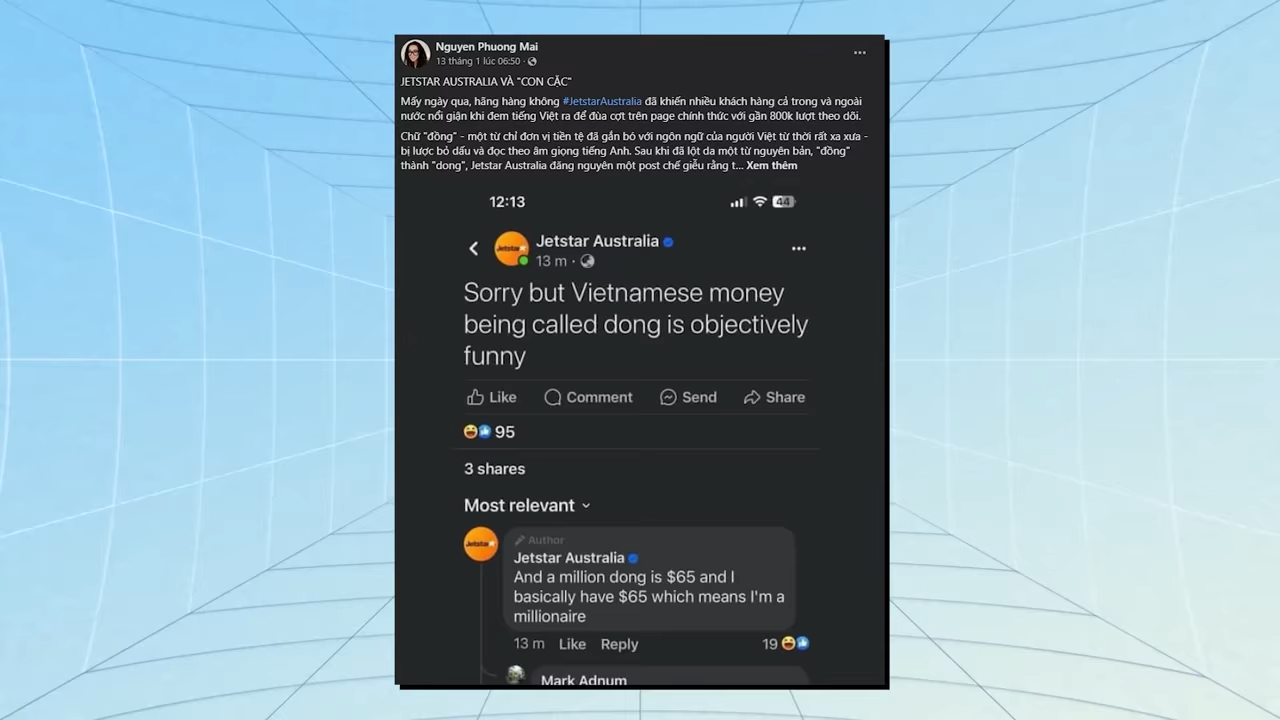 Nguyen Phuong Mai
13 tháng 1 lúc 06:50 ·
JETSTAR AUSTRALIA VÀ "CON CẶC"
Mấy ngày qua, hãng hàng không #JetstarAustralia đã khiến nhiều khách hàng cả trong và ngoài
nước nổi giận khi đem tiếng Việt ra để đùa cợt trên page chính thức với gần 800k lượt theo dõi.
Chữ "đồng" - một từ chỉ đơn vị tiền tệ đã gắn bó với ngôn ngữ của người Việt từ thời rất xa xưa -
bị lược bỏ dấu và đọc theo âm giọng tiếng Anh. Sau khi đã lột da một từ nguyên bản, "đồng"
thành "dong", Jetstar Australia đăng nguyên một post chế giễu rằng t... Xem thêm
12:13
44
Jetstar
Jetstar Australia
13 m ·
Sorry but Vietnamese money
being called dong is objectively
funny
Like Comment Send Share
95
3 shares
Most relevant
Jetstar
Author
Jetstar Australia
And a million dong is $65 and I
basically have $65 which means I'm a
millionaire
13 m Like Reply 19
Mark Adnum